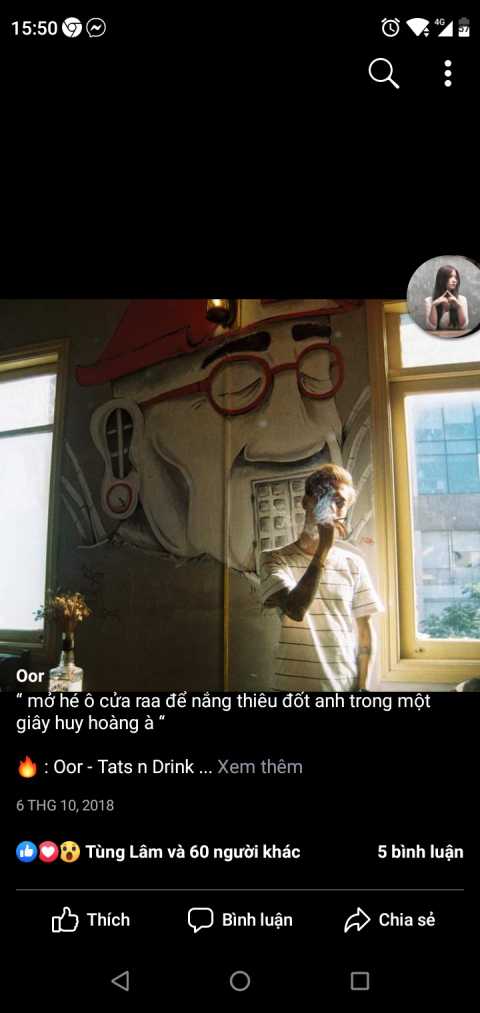 15:50
4G
57
Oor
“ mở hé ô cửa raa để nắng thiêu đốt anh trong một
giây huy hoàng à “
🔥 : Oor - Tats n Drink ... Xem thêm
6 THG 10, 2018
Tùng Lâm và 60 người khác
5 bình luận
Thích
Bình luận
Chia sẻ